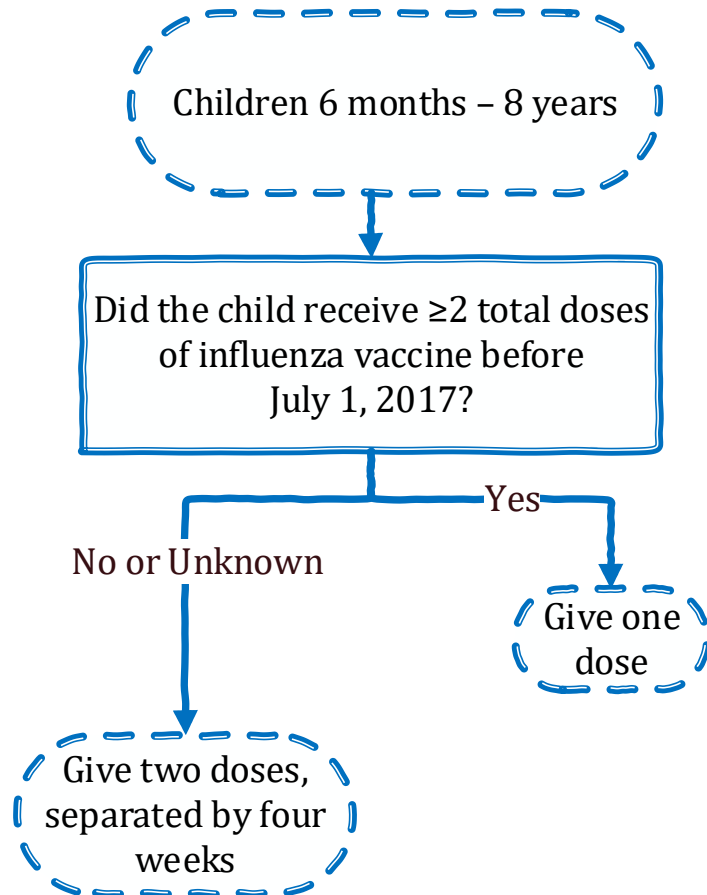 Children 6 months – 8 years
Did the child receive ≥2 total doses
of influenza vaccine before
July 1, 2017?
Yes
No or Unknown
Give one
dose
Give two doses,
separated by four
weeks